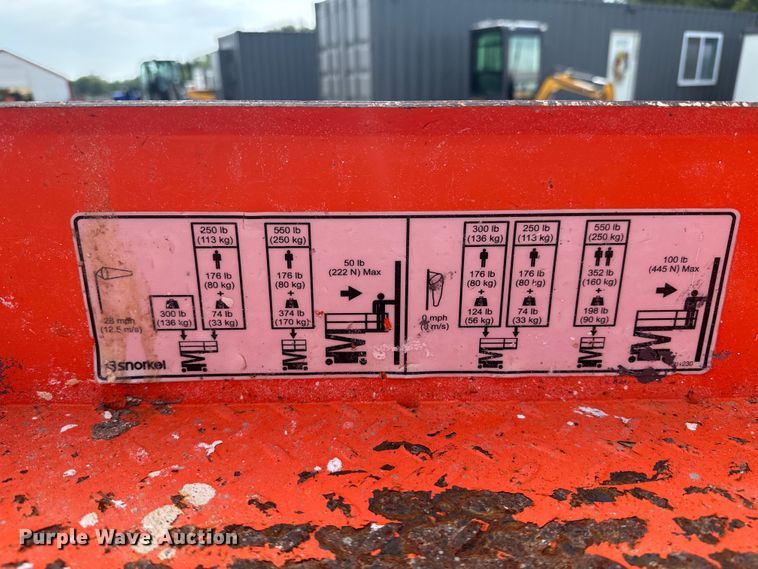 250 lb
(113 kg)
176 lb
(80 kg)
+
74 lb
(33 kg)
300 lb
(136 kg)
550 lb
(250 kg)
176 lb
(80 kg)
+
374 lb
(170 kg)
50 lb
(222 N) Max
28 mph
(12.5 m/s)
snorkel
300 lb
(136 kg)
176 lb
(80 kg)
+
124 lb
(56 kg)
250 lb
(113 kg)
176 lb
(80 kg)
+
74 lb
(33 kg)
550 lb
(250 kg)
352 lb
(160 kg)
+
198 lb
(90 kg)
100 lb
(445 N) Max
0 mph
(0 m/s)
Purple Wave Auction